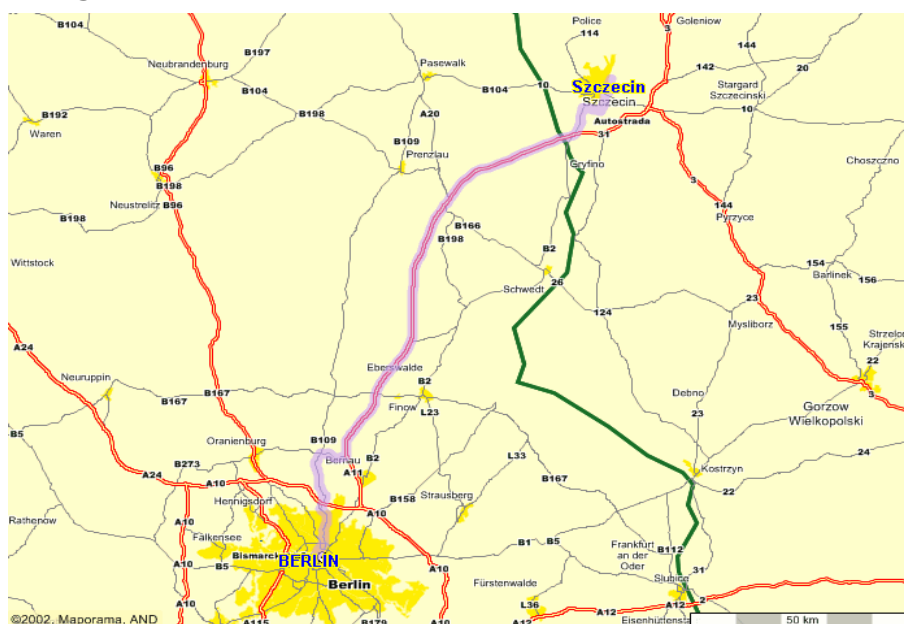 Police
Goleniow
B104
114
3
B197
144
Neubrandenburg
Pasewalk
142
20
Szczecin
Stargard
Szczecinski
B104
B104
10
Szczecin
10
B192
B198
A20
Autostrada
Waren
31
B109
Prenzlau
Choszczno
B96
Gryfino
3
B198
Neustrelitz
B96
144
B198
B166
Pyrzyce
B198
B2
Wittstock
154
Barlinek
156
Schwedt
26
23
124
Mysliborz
155
Strzelce
Krajenski
A24
22
Eberswalde
Neuruppin
B2
B167
B167
Finow
Debno
3
L23
Gorzow
Wielkopolski
23
B5
Oranienburg
B109
Bernau
L33
24
B273
A11
B2
Kostrzyn
A24
A10
B167
22
Hennigsdorf
B158
Strausberg
Rathenow
A10
A10
Falkensee
B1
B5
Frankfurt
an der
Oder
B112
Bismarck
BERLIN
A10
B5
A10
31
Berlin
Fürstenwalde
Slubice
L36
A12
2
©2002, Maporama, AND
A115
B179
A12
Eisenhüttensta
50 km